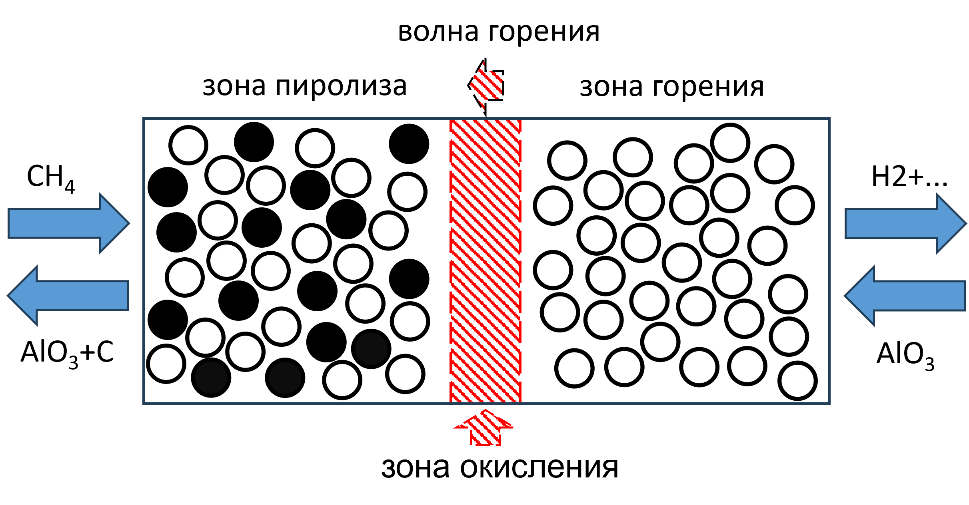 волна горения
зона пиролиза
зона горения
CH₄
H2+...
AlO₃+C
AlO₃
зона окисления